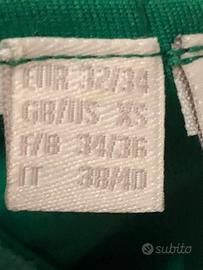 EUR 32/34
GB/US XS
F/B 34/36
IT 38/40
subito